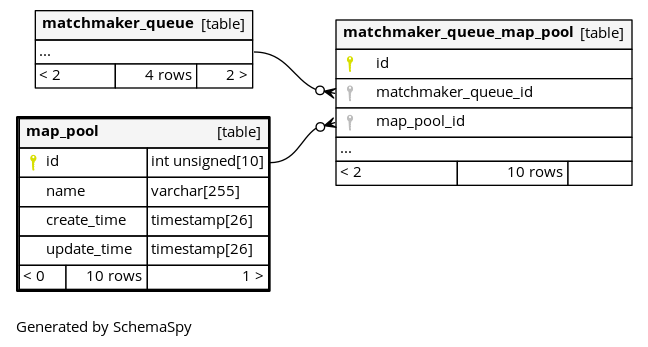 matchmaker_queue [table]
...
< 2 4 rows 2 >
matchmaker_queue_map_pool [table]
id
matchmaker_queue_id
map_pool_id
...
< 2 10 rows
map_pool [table]
id int unsigned[10]
name varchar[255]
create_time timestamp[26]
update_time timestamp[26]
< 0 10 rows 1 >
Generated by SchemaSpy